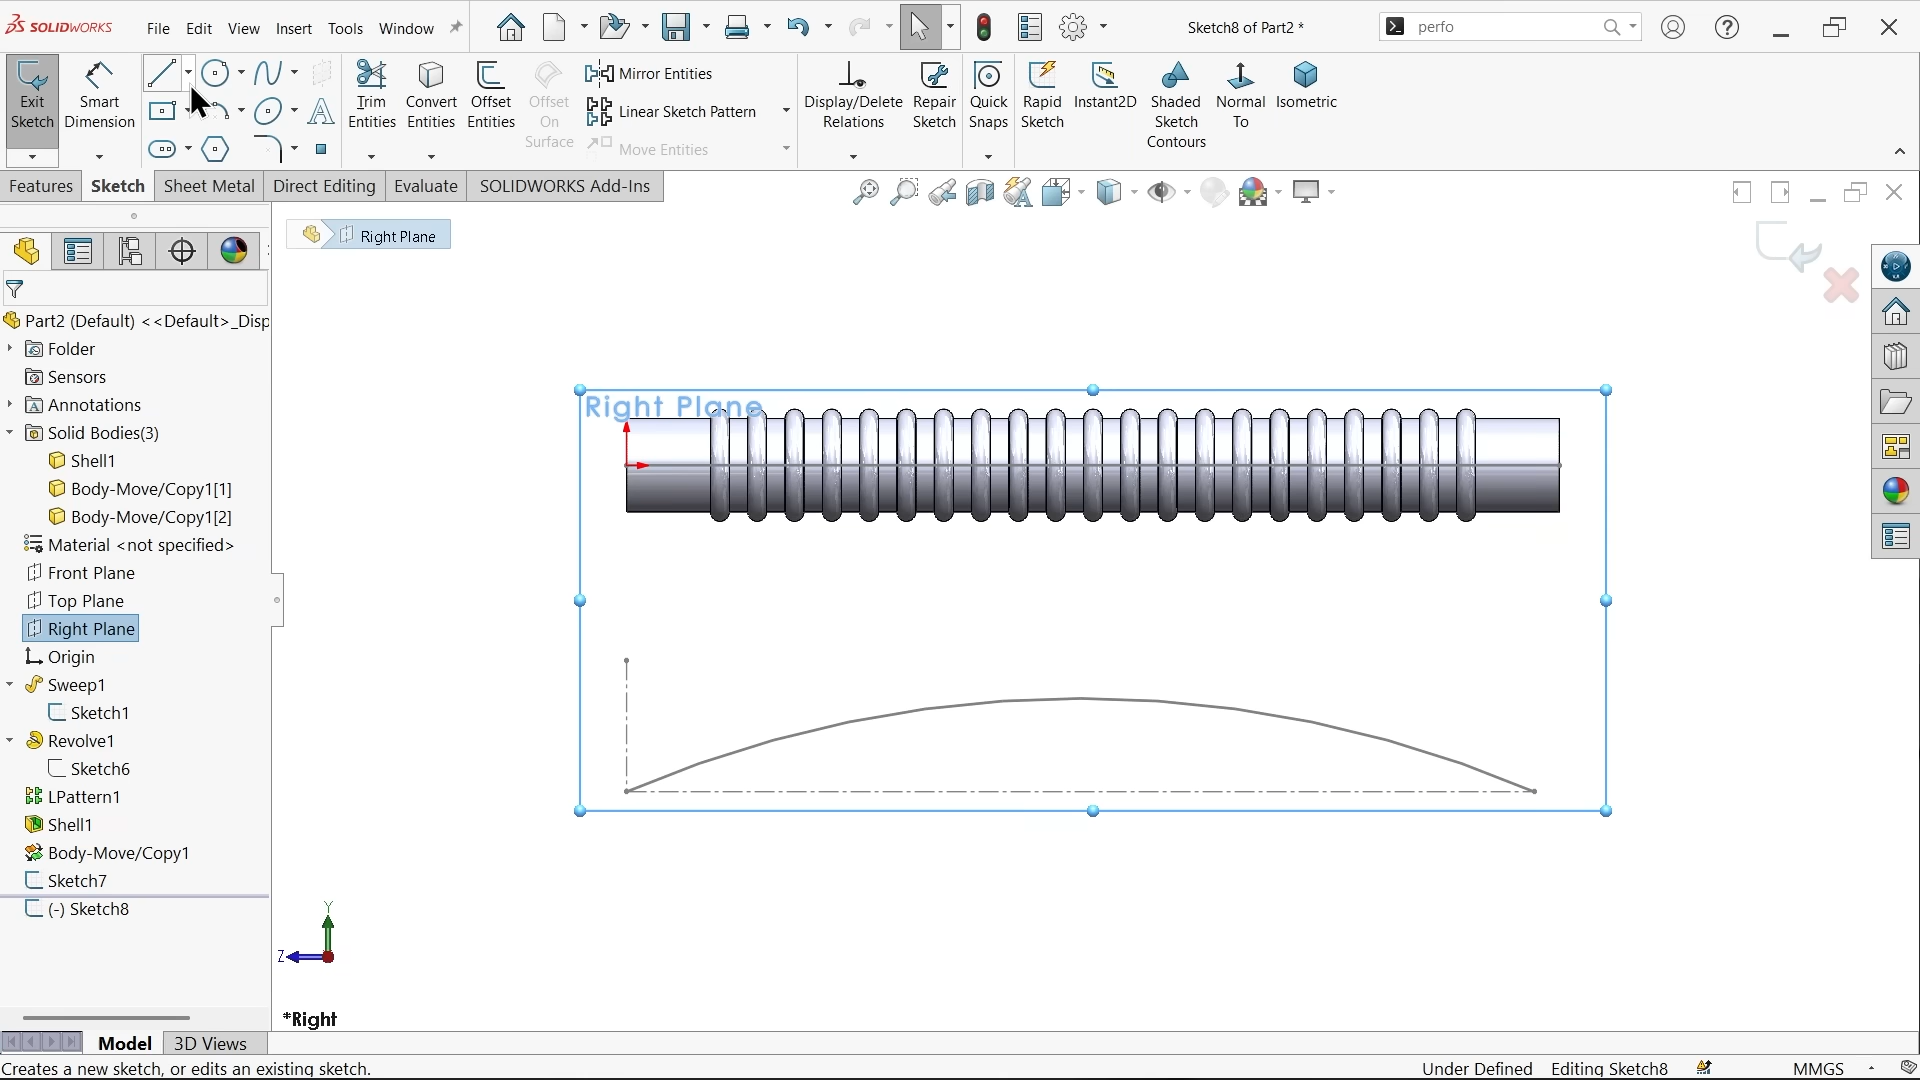 SOLIDWORKS
File Edit View Insert Tools Window
Sketch8 of Part2 *
perfo
Exit Sketch
Smart Dimension
Trim Entities
Convert Entities
Offset Entities
Offset On Surface
Mirror Entities
Linear Sketch Pattern
Move Entities
Display/Delete Relations
Repair Sketch
Quick Snaps
Rapid Sketch
Instant2D
Shaded Sketch Contours
Normal To
Isometric
Features Sketch Sheet Metal Direct Editing Evaluate SOLIDWORKS Add-Ins
Right Plane
Part2 (Default) <<Default>_Disp
Folder
Sensors
Annotations
Solid Bodies(3)
Shell1
Body-Move/Copy1[1]
Body-Move/Copy1[2]
Material <not specified>
Front Plane
Top Plane
Right Plane
Origin
Sweep1
Sketch1
Revolve1
Sketch6
LPattern1
Shell1
Body-Move/Copy1
Sketch7
(-) Sketch8
Right Plane
Y
Z
*Right
Model 3D Views
Creates a new sketch, or edits an existing sketch.
Under Defined Editing Sketch8 MMGS